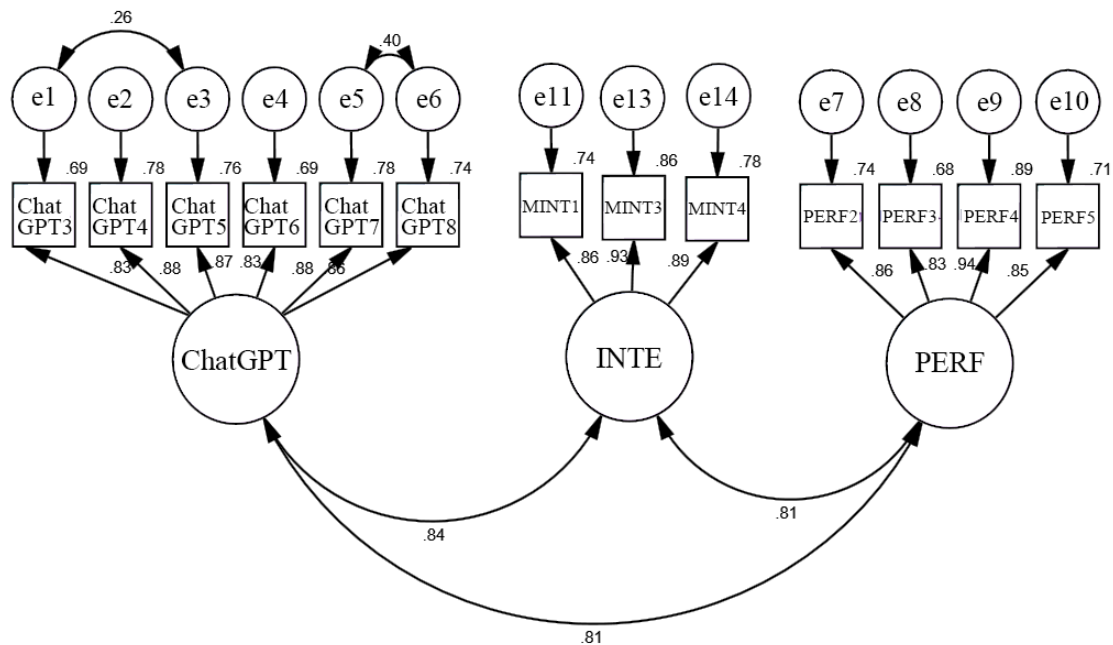 .26
.40
e1 e2 e3 e4 e5 e6 e11 e13 e14 e7 e8 e9 e10
.69 .78 .76 .69 .78 .74 .74 .86 .78 .74 .68 .89 .71
Chat Chat Chat Chat Chat Chat
GPT3 GPT4 GPT5 GPT6 GPT7 GPT8
MINT1 MINT3 MINT4 PERF2 PERF3 PERF4 PERF5
.83 .88 .87 .83 .88 .86 .86 .93 .89 .86 .83 .94 .85
ChatGPT INTE PERF
.84 .81
.81